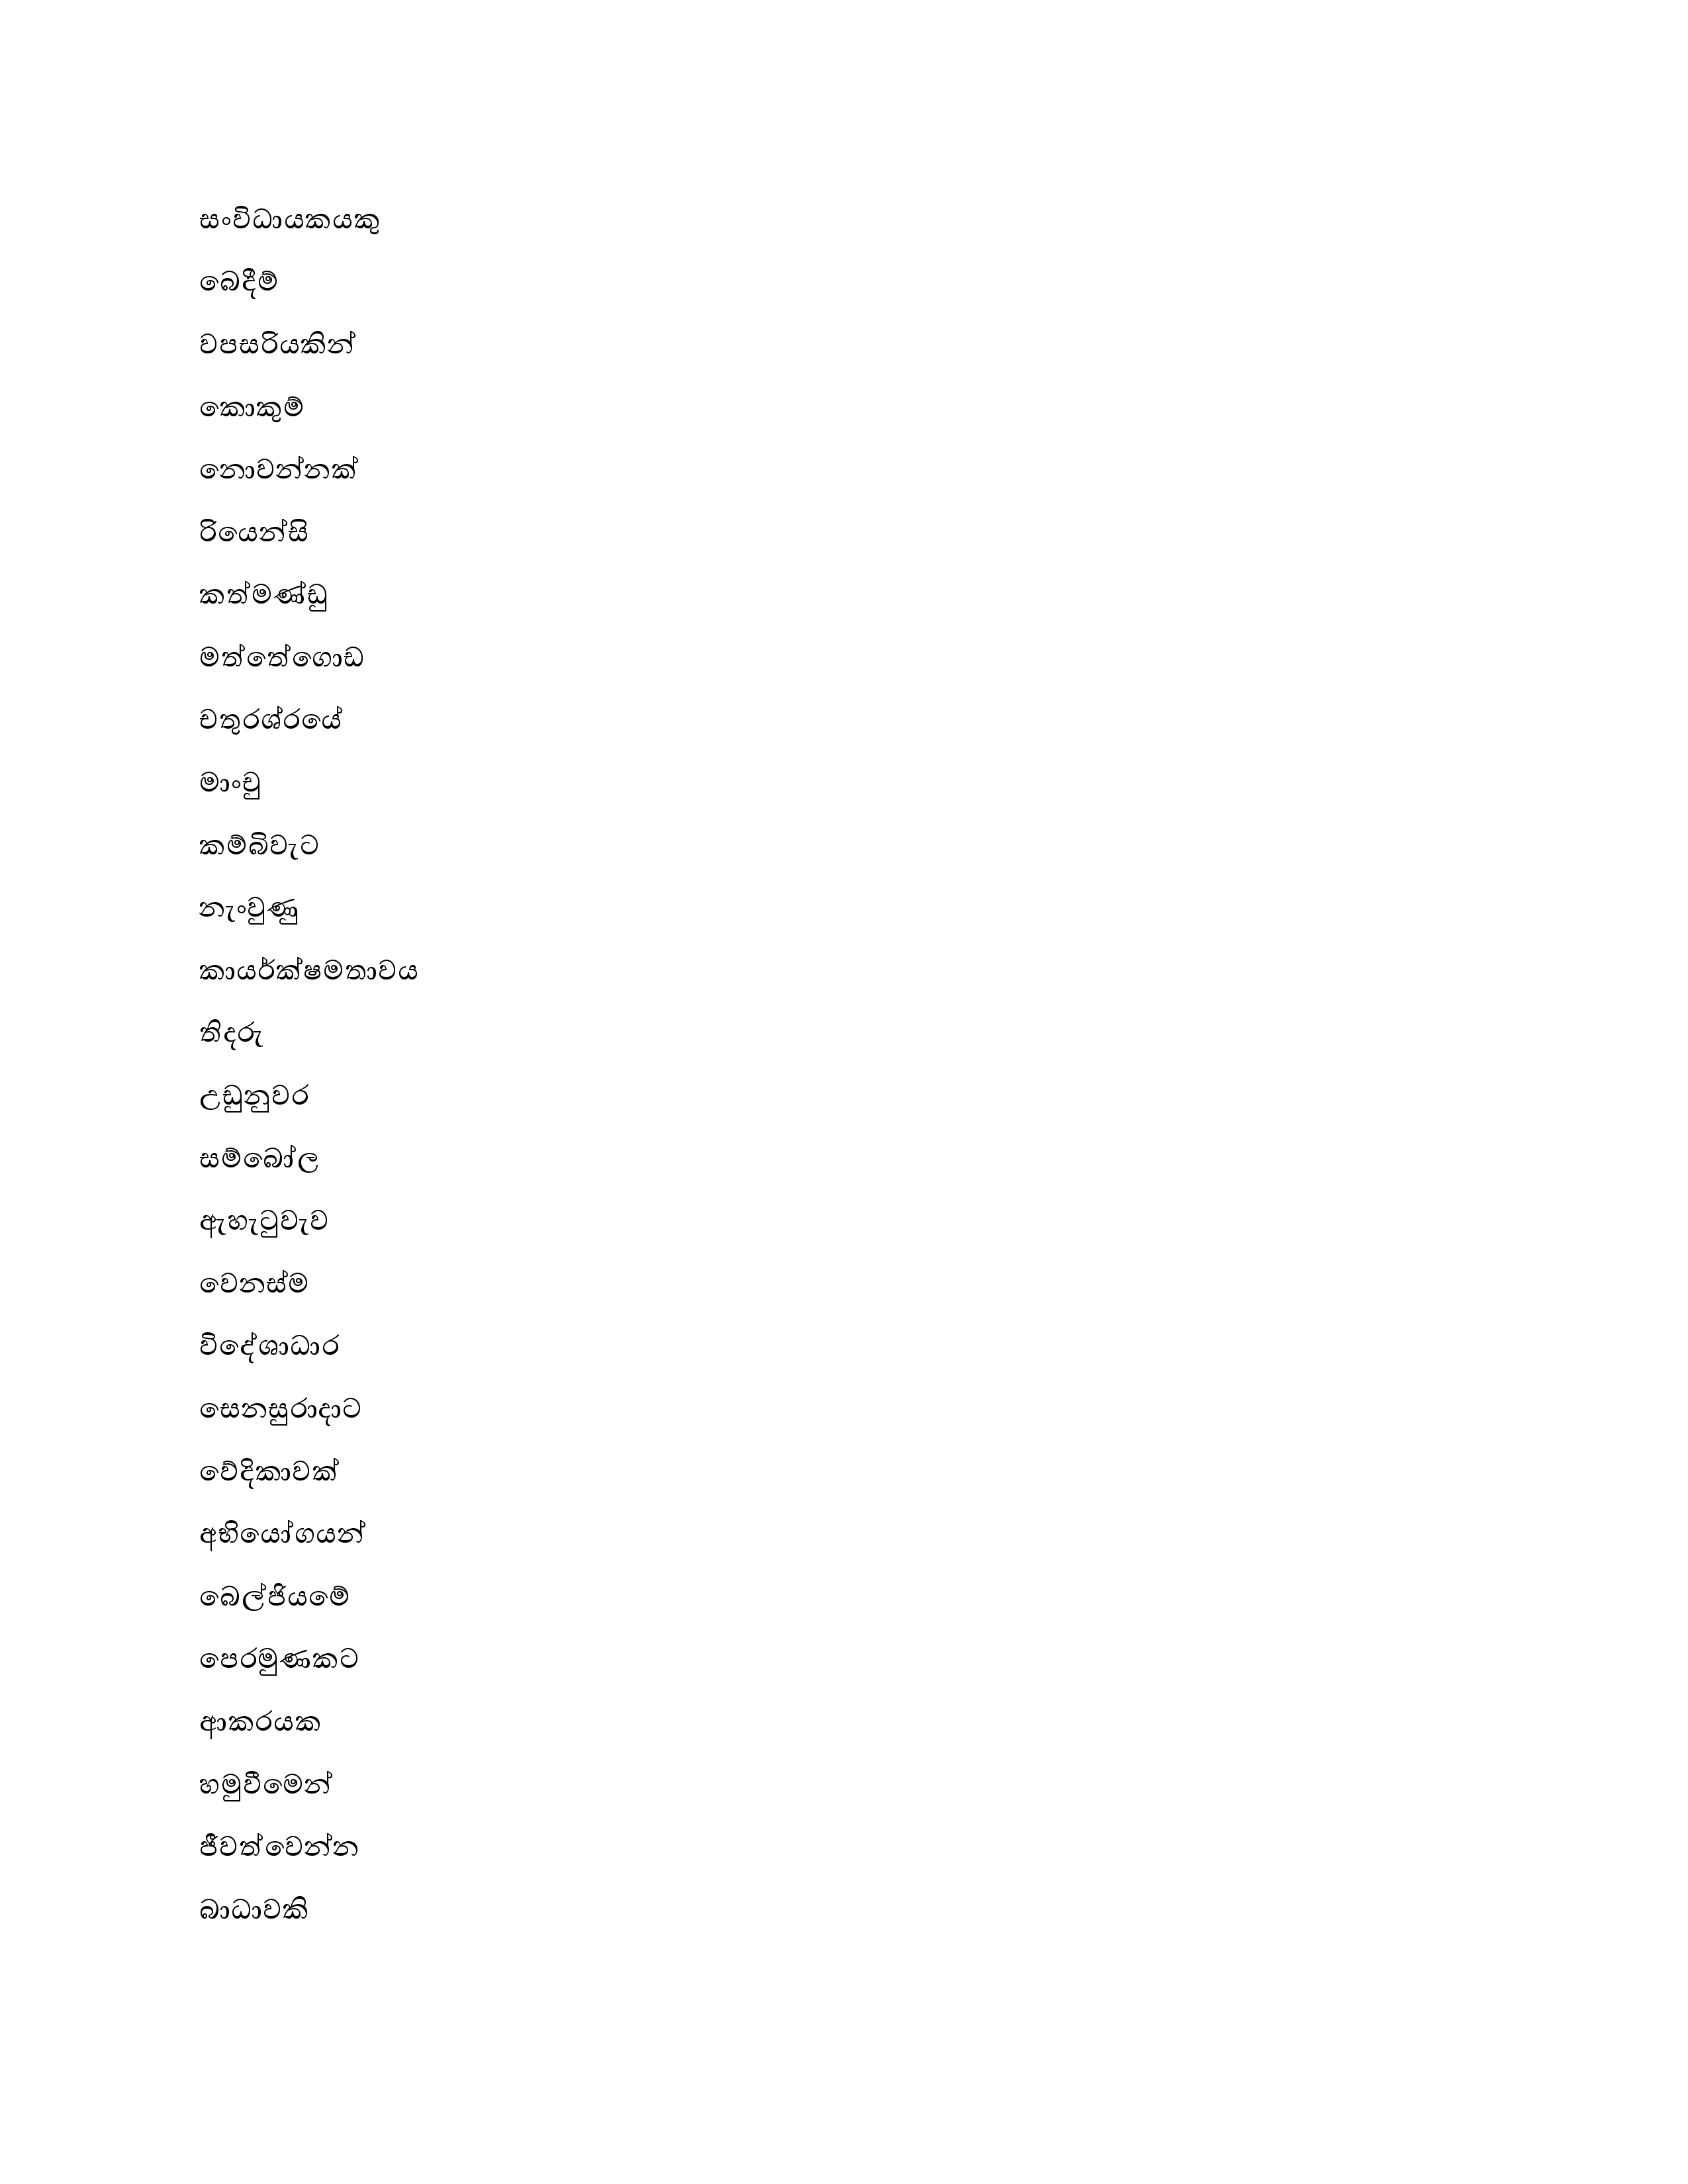 සංවිධායකයකු
බෙදීම්
වපසරියකින්
කොකුම්
නොවන්නක්
රියෙන්සි
කත්මණ්ඩු
මත්තේගොඩ
චතුරශ්රයේ
මාංචු
කම්බිවැට
නැංවුණු
කාර්යක්ෂමතාවය
තිදරු
උඩුනුවර
සම්බෝල
ඇහැටුවැව
වෙනස්ම
විදේශාධාර
සෙනසුරාදාට
වේදිකාවක්
අභියෝගයන්
බෙල්ජියමේ
පෙරමුණකට
ආකරයක
හමුවීමෙන්
ජීවත්වෙන්න
බාධාවකි